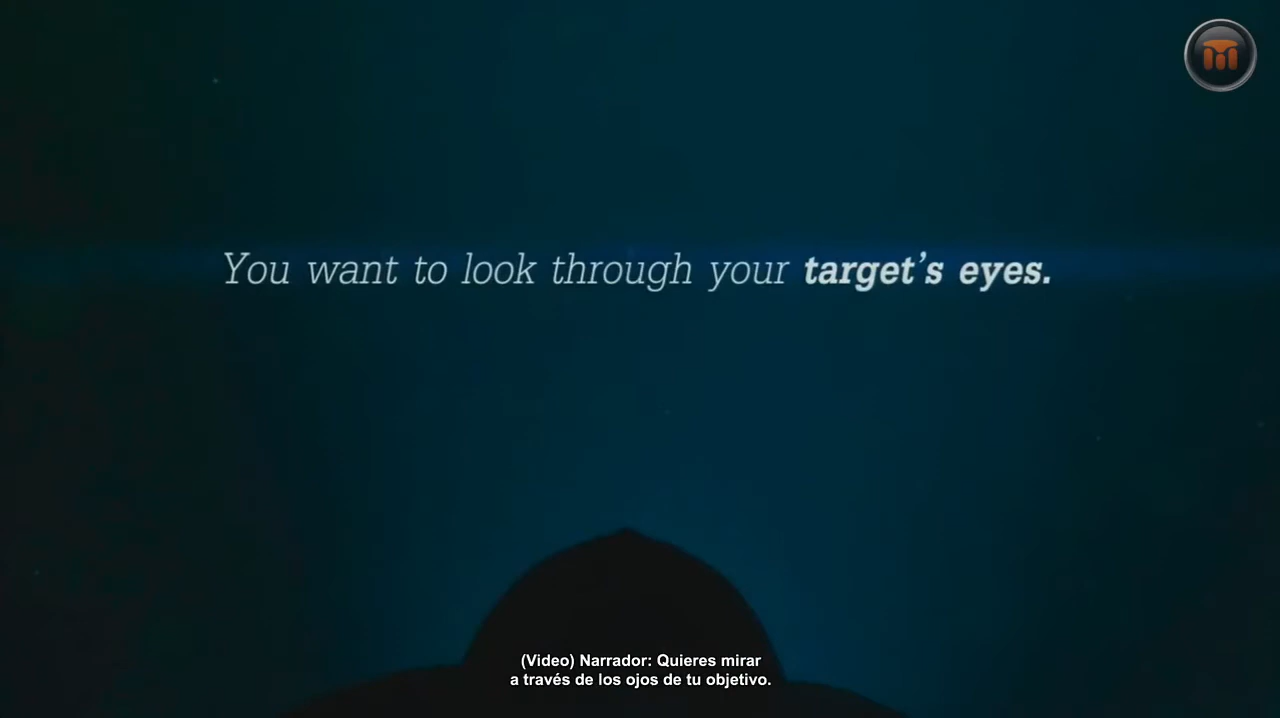 You want to look through your target's eyes.
(Video) Narrador: Quieres mirar
a través de los ojos de tu objetivo.